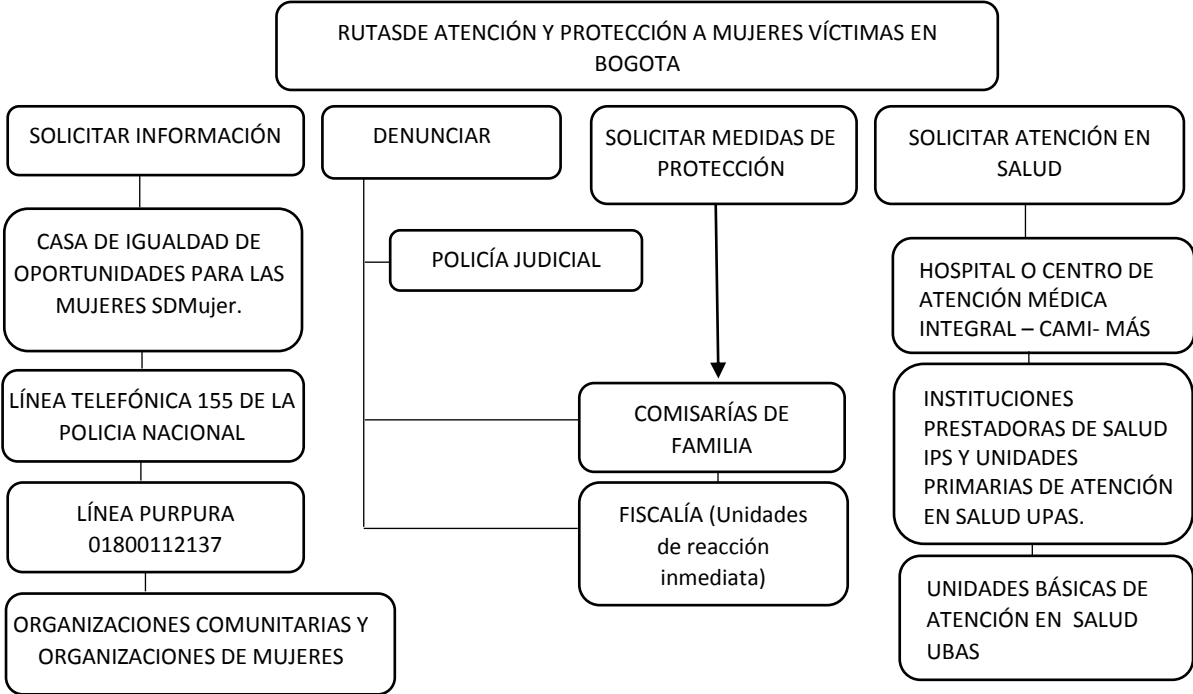 RUTASDE ATENCIÓN Y PROTECCIÓN A MUJERES VÍCTIMAS EN
BOGOTA
SOLICITAR INFORMACIÓN
CASA DE IGUALDAD DE
OPORTUNIDADES PARA LAS
MUJERES SDMujer.
LÍNEA TELEFÓNICA 155 DE LA
POLICIA NACIONAL
LÍNEA PURPURA
01800112137
ORGANIZACIONES COMUNITARIAS Y
ORGANIZACIONES DE MUJERES
DENUNCIAR
POLICÍA JUDICIAL
SOLICITAR MEDIDAS DE
PROTECCIÓN
COMISARÍAS DE
FAMILIA
FISCALÍA (Unidades
de reacción
inmediata)
SOLICITAR ATENCIÓN EN
SALUD
HOSPITAL O CENTRO DE
ATENCIÓN MÉDICA
INTEGRAL – CAMI- MÁS
INSTITUCIONES
PRESTADORAS DE SALUD
IPS Y UNIDADES
PRIMARIAS DE ATENCIÓN
EN SALUD UPAS.
UNIDADES BÁSICAS DE
ATENCIÓN EN SALUD
UBAS